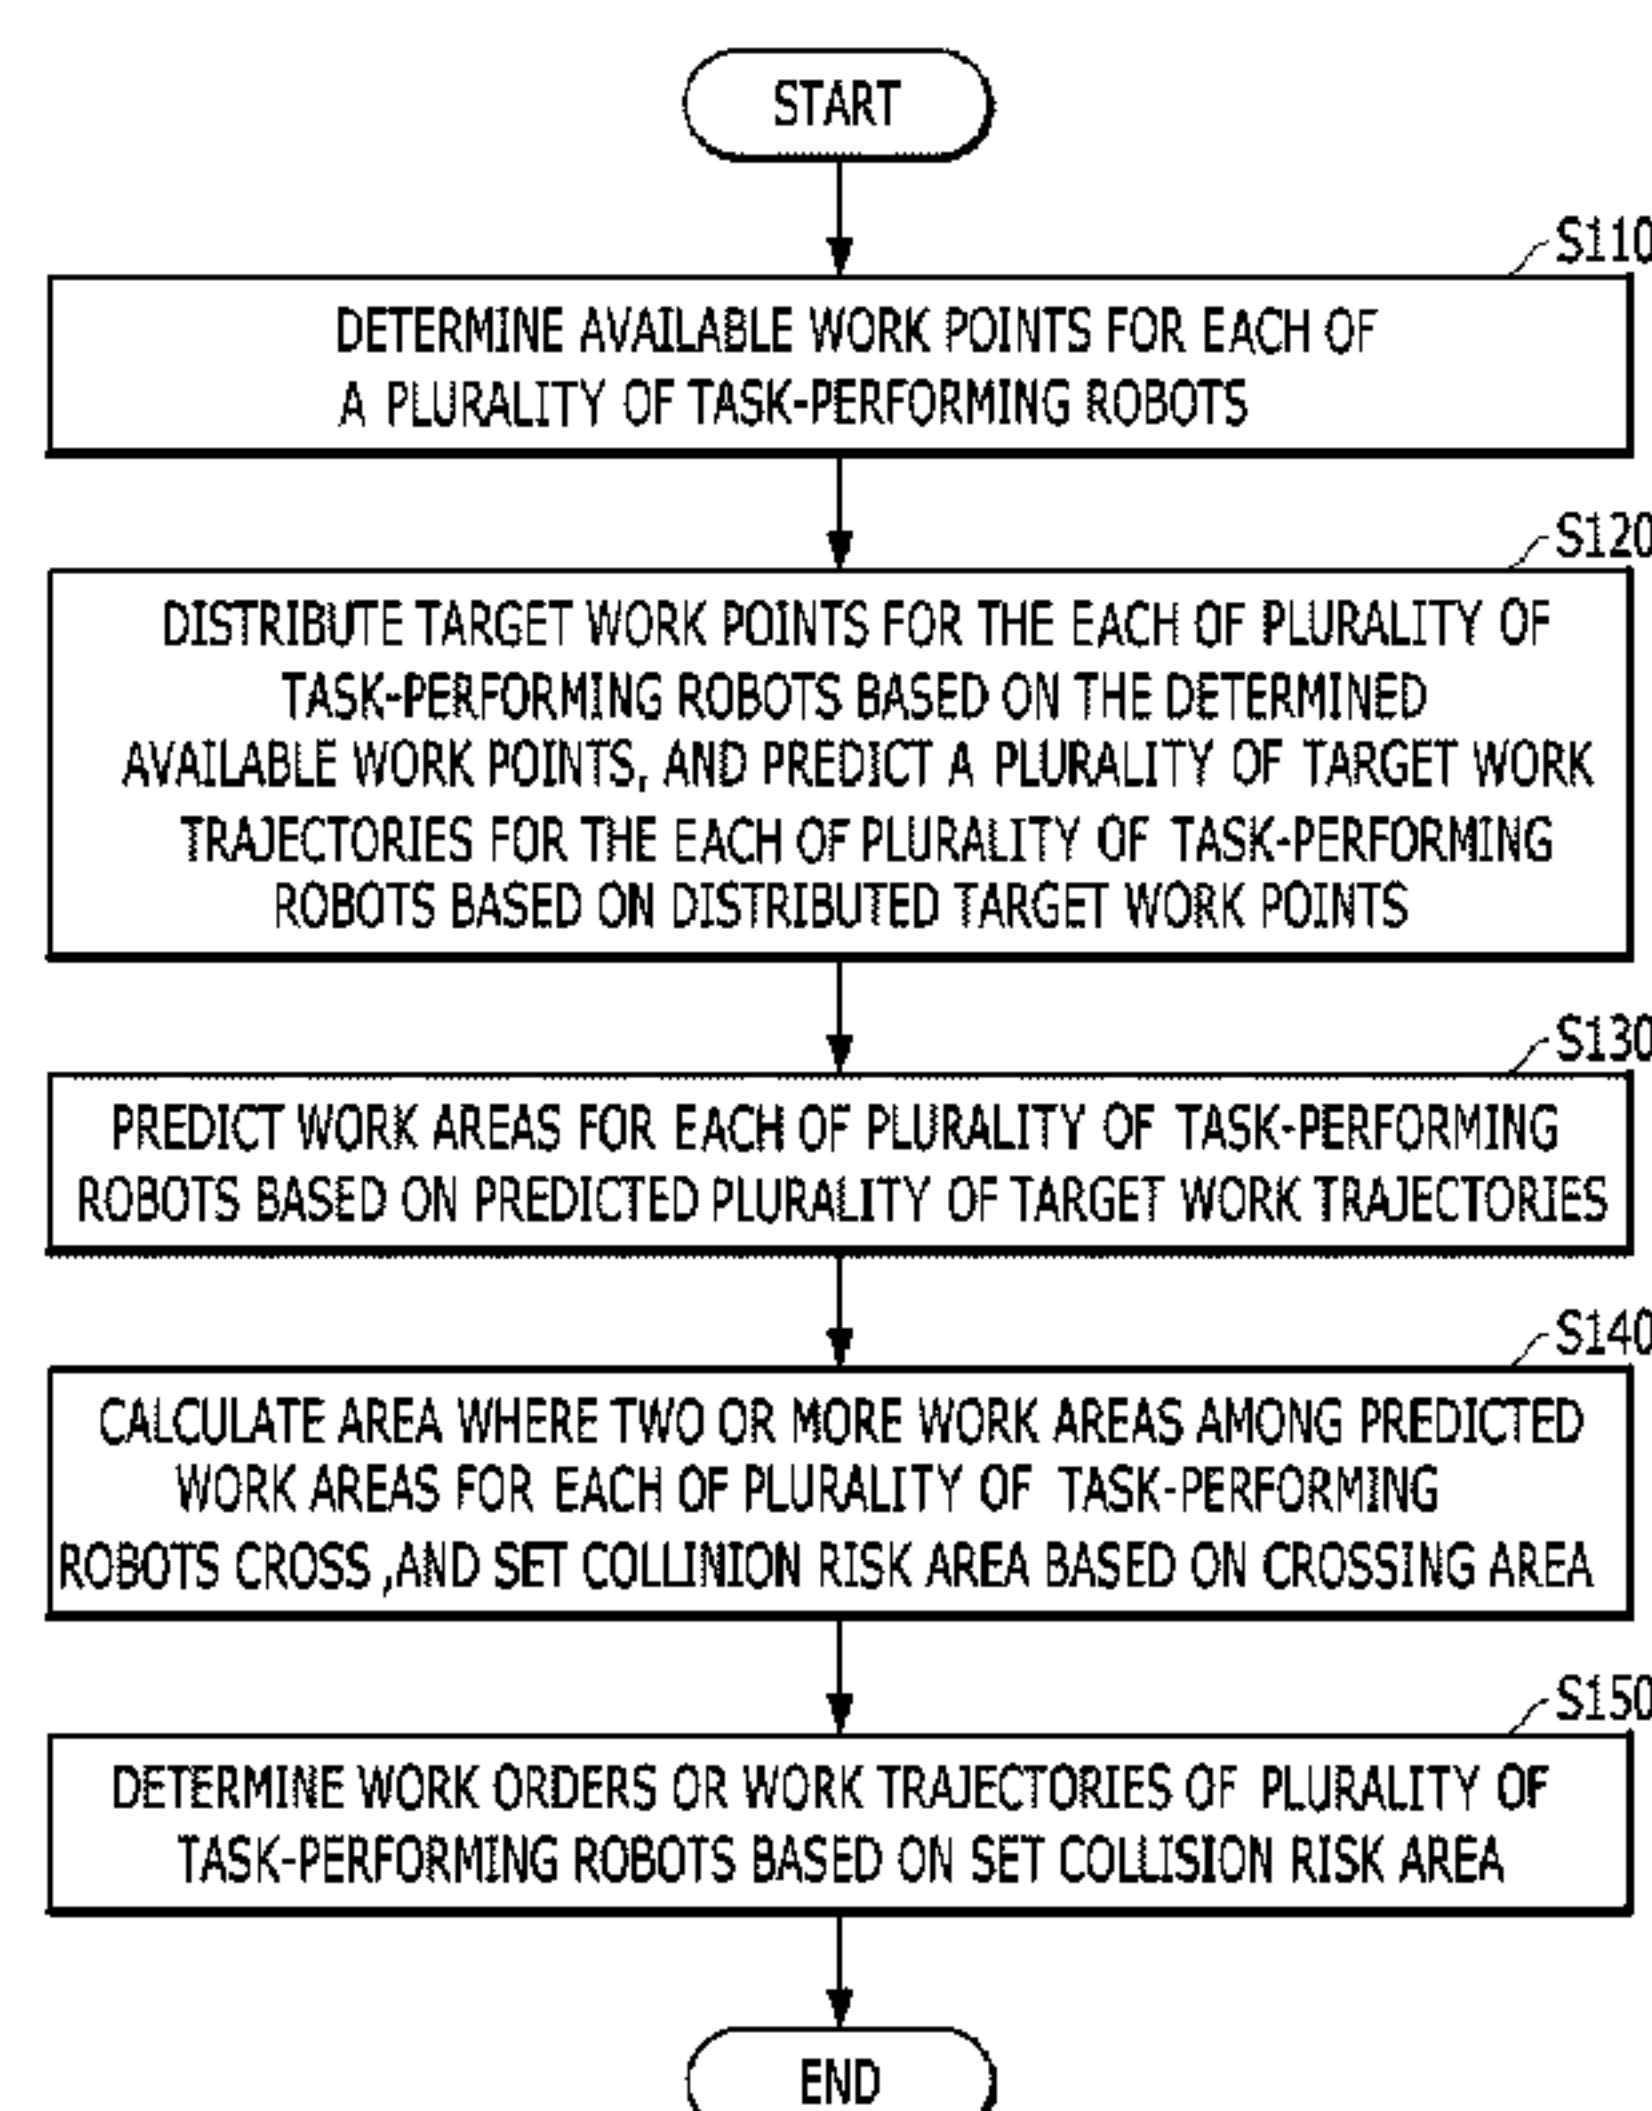 START
S110
DETERMINE AVAILABLE WORK POINTS FOR EACH OF
A PLURALITY OF TASK-PERFORMING ROBOTS
S120
DISTRIBUTE TARGET WORK POINTS FOR THE EACH OF PLURALITY OF
TASK-PERFORMING ROBOTS BASED ON THE DETERMINED
AVAILABLE WORK POINTS, AND PREDICT A PLURALITY OF TARGET WORK
TRAJECTORIES FOR THE EACH OF PLURALITY OF TASK-PERFORMING
ROBOTS BASED ON DISTRIBUTED TARGET WORK POINTS
S130
PREDICT WORK AREAS FOR EACH OF PLURALITY OF TASK-PERFORMING
ROBOTS BASED ON PREDICTED PLURALITY OF TARGET WORK TRAJECTORIES
S140
CALCULATE AREA WHERE TWO OR MORE WORK AREAS AMONG PREDICTED
WORK AREAS FOR EACH OF PLURALITY OF TASK-PERFORMING
ROBOTS CROSS ,AND SET COLLINION RISK AREA BASED ON CROSSING AREA
S150
DETERMINE WORK ORDERS OR WORK TRAJECTORIES OF PLURALITY OF
TASK-PERFORMING ROBOTS BASED ON SET COLLISION RISK AREA
END